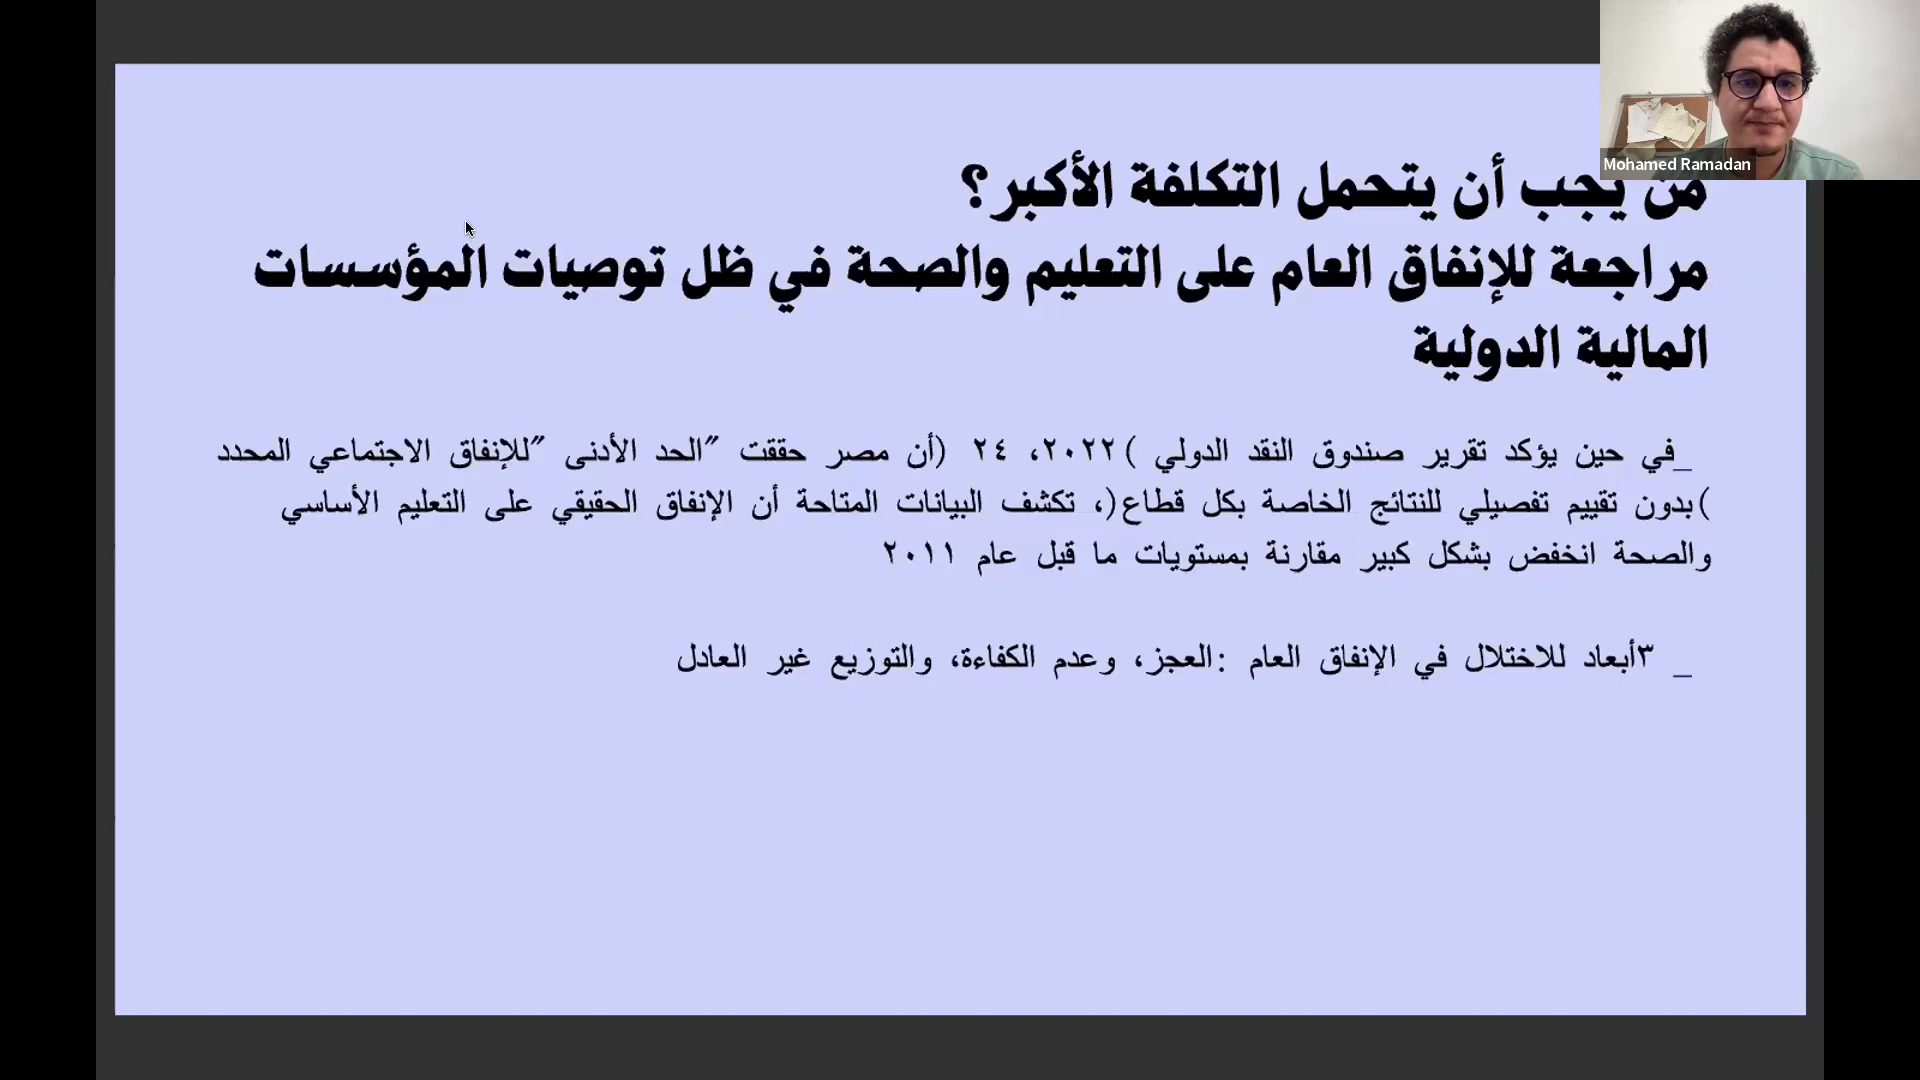 Mohamed Ramadan
من يجب أن يتحمل التكلفة الأكبر؟
مراجعة للإنفاق العام على التعليم والصحة في ظل توصيات المؤسسات
المالية الدولية
_في حين يؤكد تقرير صندوق النقد الدولي )٢٠٢٢، ٢٤ (أن مصر حققت "الحد الأدنى "للإنفاق الاجتماعي المحدد
)بدون تقييم تفصيلي للنتائج الخاصة بكل قطاع(، تكشف البيانات المتاحة أن الإنفاق الحقيقي على التعليم الأساسي
والصحة انخفض بشكل كبير مقارنة بمستويات ما قبل عام ٢٠١١
_ ٣أبعاد للاختلال في الإنفاق العام :العجز، وعدم الكفاءة، والتوزيع غير العادل